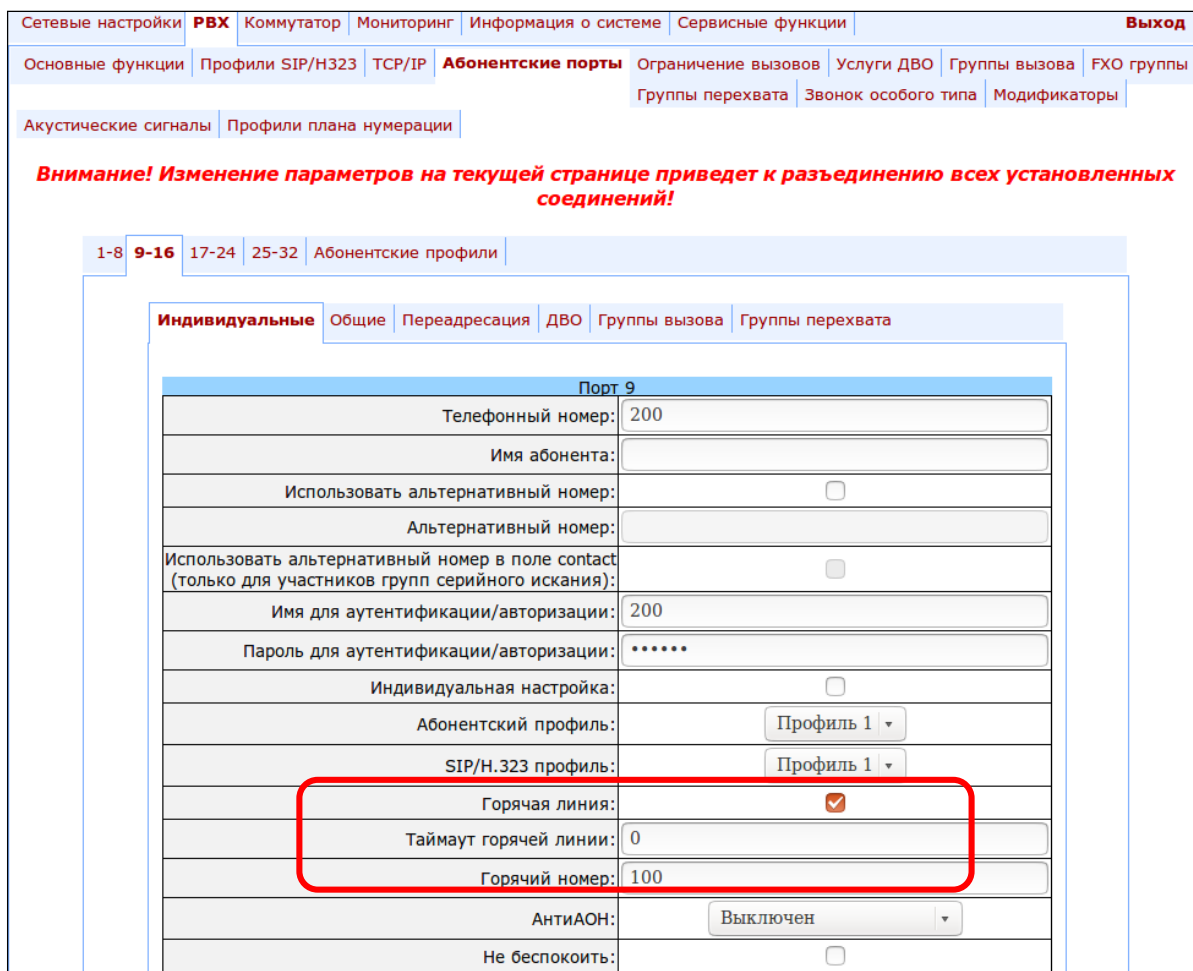 Сетевые настройки PBX Коммутатор Мониторинг Информация о системе Сервисные функции Выход
Основные функции Профили SIP/H323 TCP/IP Абонентские порты Ограничение вызовов Услуги ДВО Группы вызова FXO группы
Группы перехвата Звонок особого типа Модификаторы
Акустические сигналы Профили плана нумерации
Внимание! Изменение параметров на текущей странице приведет к разъединению всех установленных
соединений!
1-8 9-16 17-24 25-32 Абонентские профили
Индивидуальные Общие Переадресация ДВО Группы вызова Группы перехвата
Порт 9
Телефонный номер: 200
Имя абонента:
Использовать альтернативный номер:
Альтернативный номер:
Использовать альтернативный номер в поле contact
(только для участников групп серийного искания):
Имя для аутентификации/авторизации: 200
Пароль для аутентификации/авторизации: ••••••
Индивидуальная настройка:
Абонентский профиль: Профиль 1
SIP/H.323 профиль: Профиль 1
Горячая линия:
Таймаут горячей линии: 0
Горячий номер: 100
АнтиАОН: Выключен
Не беспокоить: